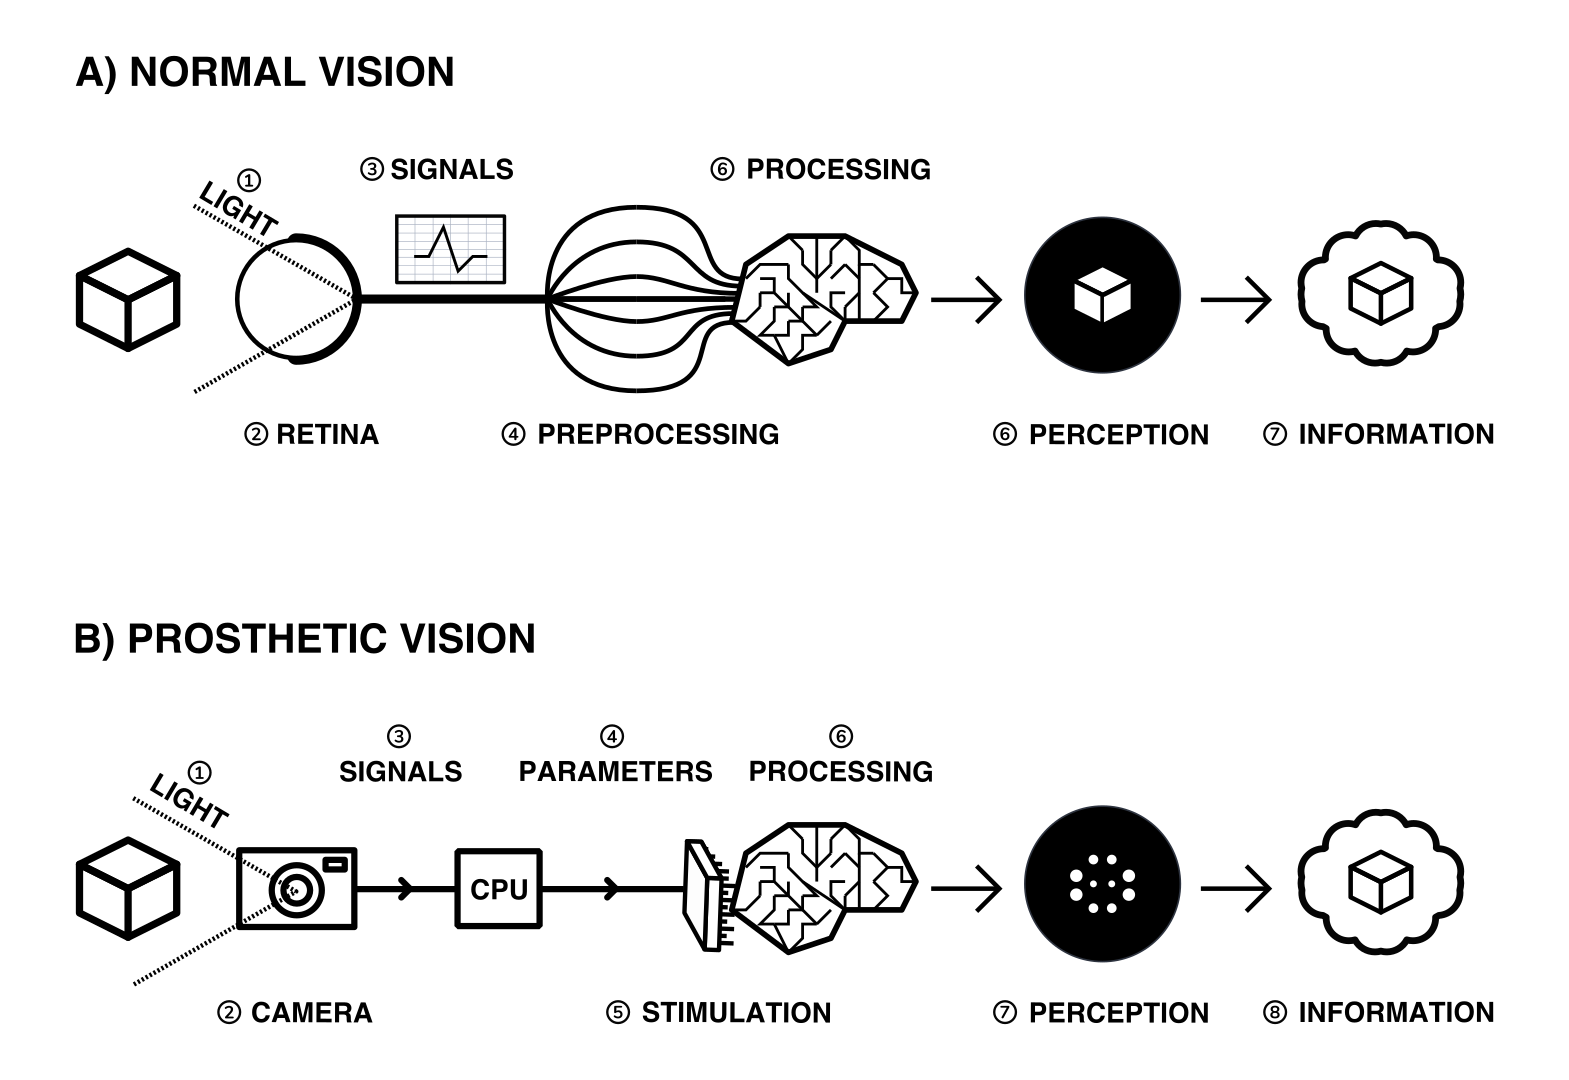 A) NORMAL VISION
① LIGHT
③ SIGNALS
⑥ PROCESSING
② RETINA
④ PREPROCESSING
⑥ PERCEPTION
⑦ INFORMATION
B) PROSTHETIC VISION
① LIGHT
③ SIGNALS
④ PARAMETERS
⑥ PROCESSING
CPU
② CAMERA
⑤ STIMULATION
⑦ PERCEPTION
⑧ INFORMATION